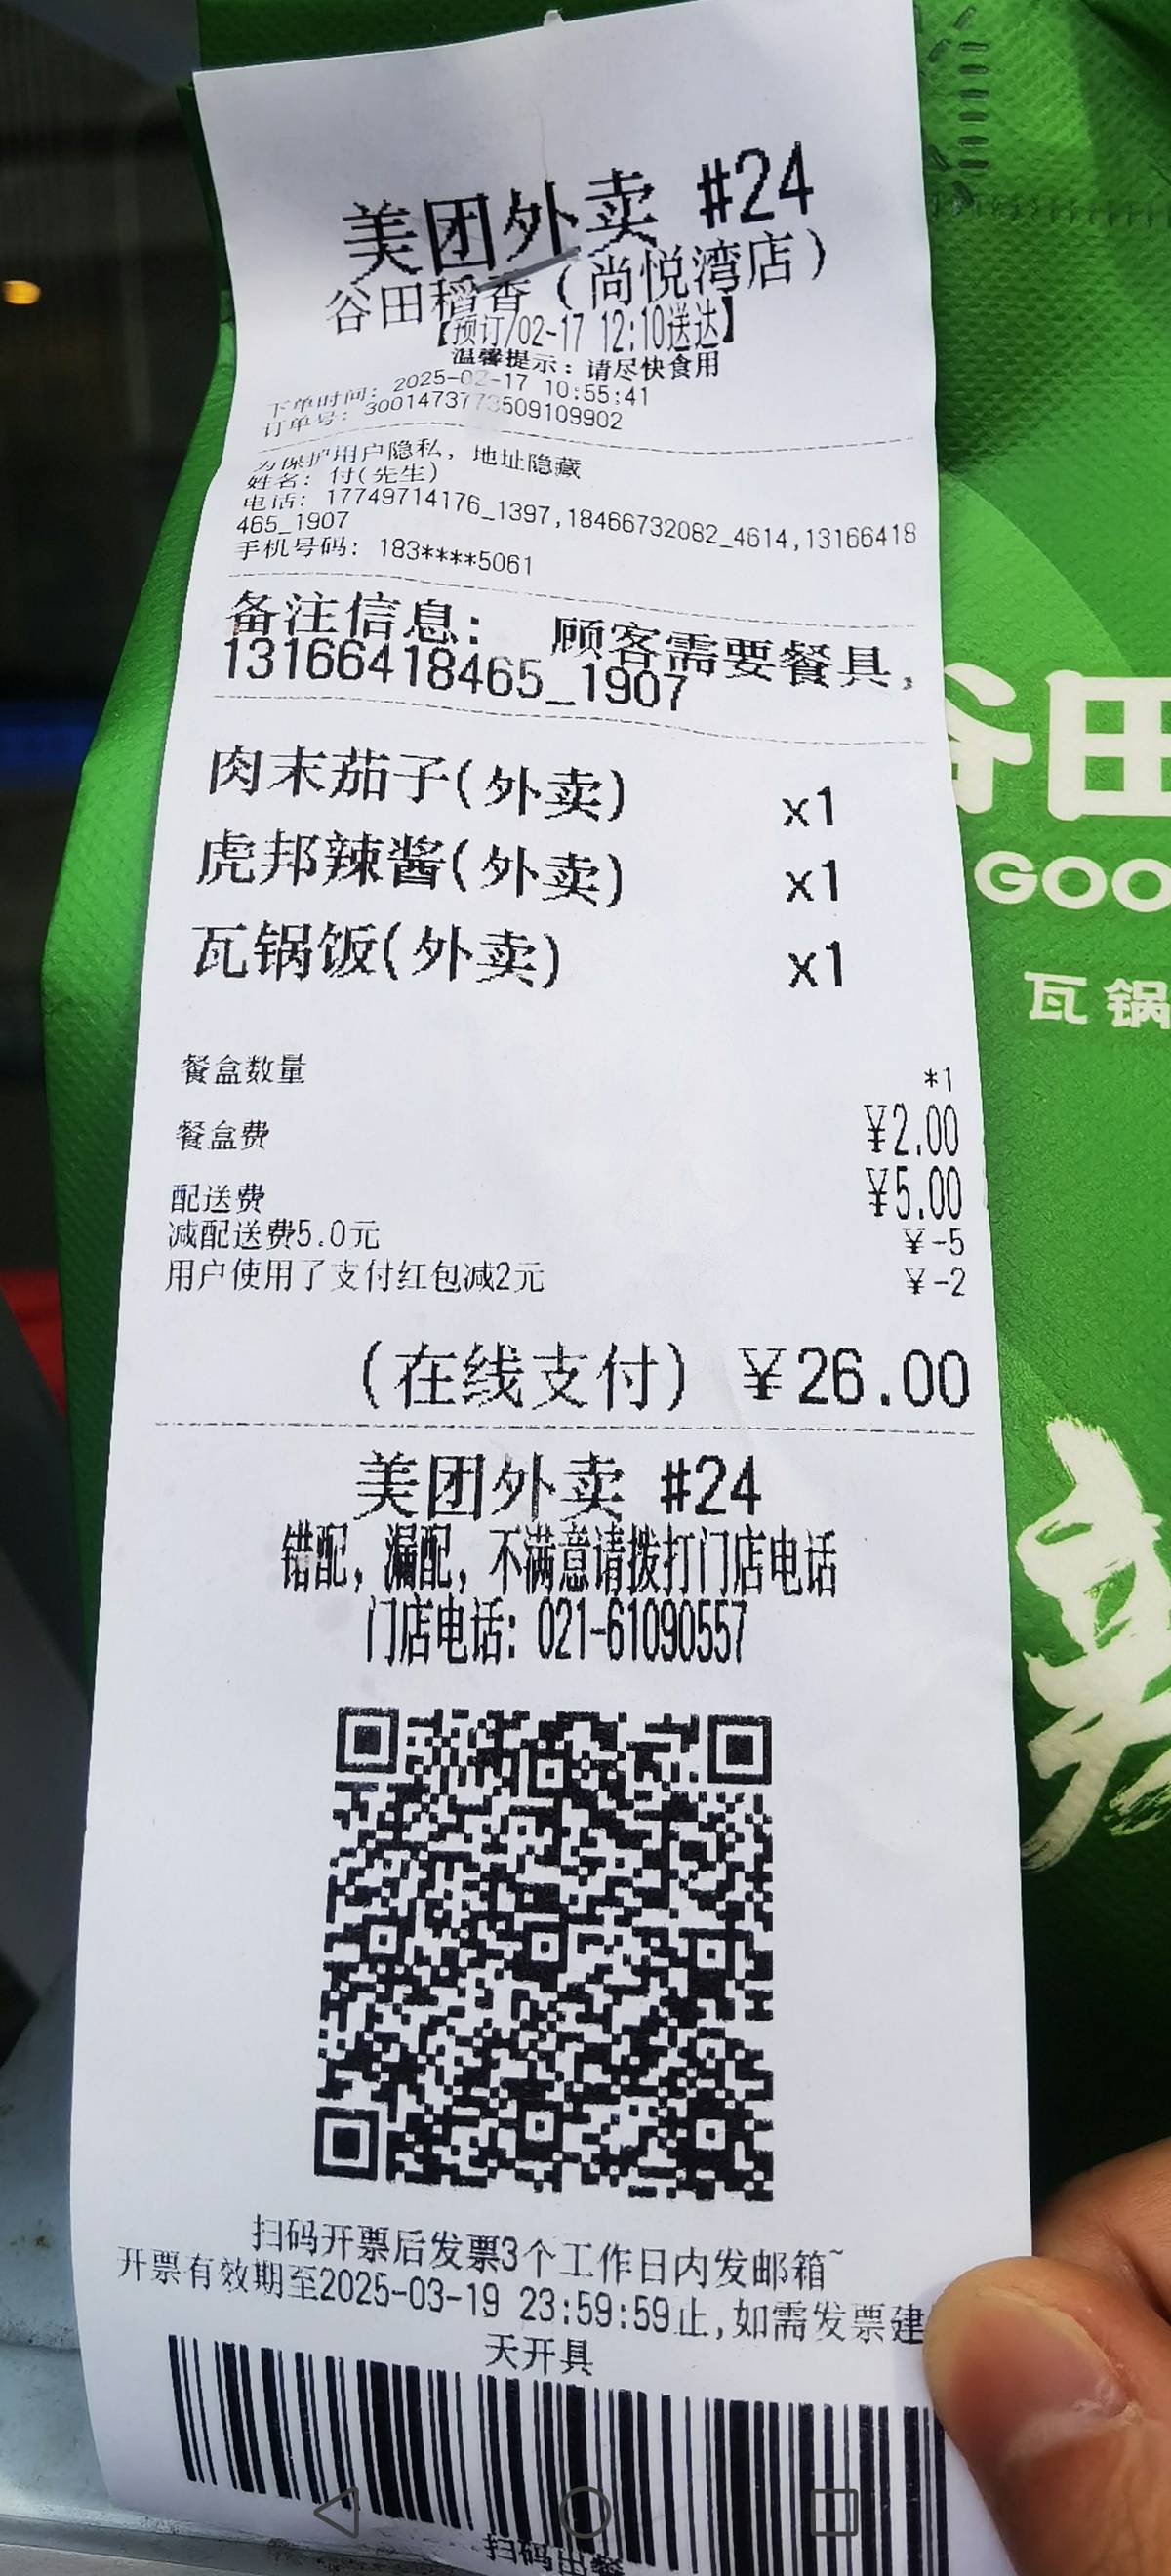 美团外卖 #24
谷田稻香（尚悦湾店）
【预订/02-17 12:10送达】
温馨提示：请尽快食用
下单时间：2025-02-17 10:55:41
订单号：3001473773509109902
为保护用户隐私，地址隐藏
姓名：付(先生)
电话：17749714176_1397,18466732082_4614,13166418
465_1907
手机号码：183****5061
备注信息： 顾客需要餐具,
13166418465_1907
肉末茄子(外卖) x1
虎邦辣酱(外卖) x1
瓦锅饭(外卖) x1
餐盒数量 *1
餐盒费 ¥2.00
配送费 ¥5.00
减配送费5.0元 ¥-5
用户使用了支付红包减2元 ¥-2
(在线支付) ¥26.00
美团外卖 #24
错配，漏配，不满意请拨打门店电话
门店电话：021-61090557
扫码开票后发票3个工作日内发邮箱~
开票有效期至2025-03-19 23:59:59止,如需发票建
天开具
扫码出餐
谷田
GOO
瓦锅